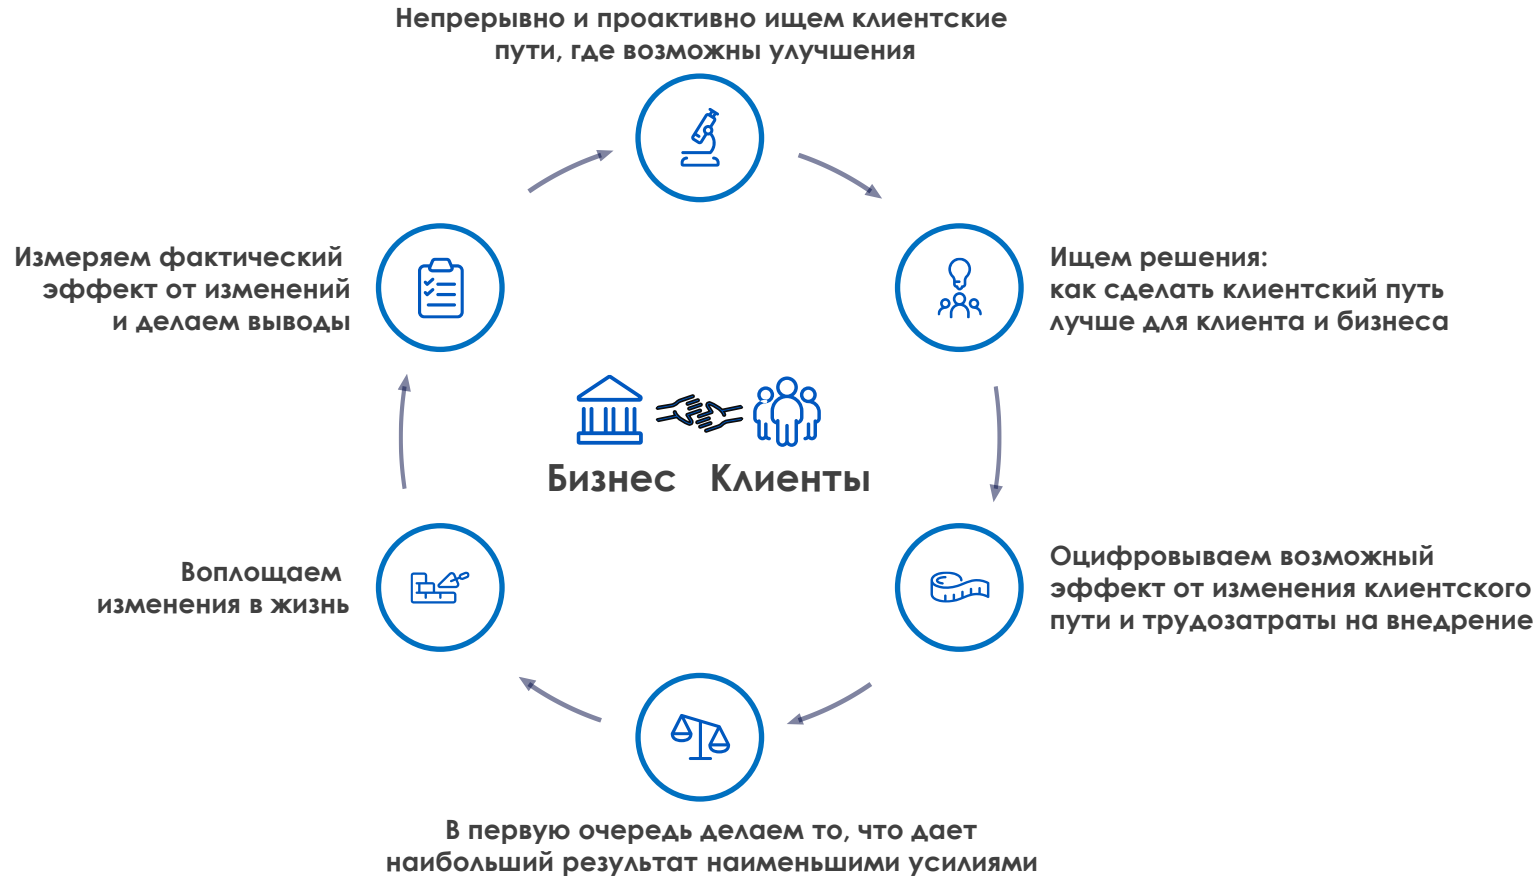 Непрерывно и проактивно ищем клиентские
пути, где возможны улучшения
Ищем решения:
как сделать клиентский путь
лучше для клиента и бизнеса
Оцифровываем возможный
эффект от изменения клиентского
пути и трудозатраты на внедрение
В первую очередь делаем то, что дает
наибольший результат наименьшими усилиями
Воплощаем
изменения в жизнь
Измеряем фактический
эффект от изменений
и делаем выводы
Бизнес Клиенты